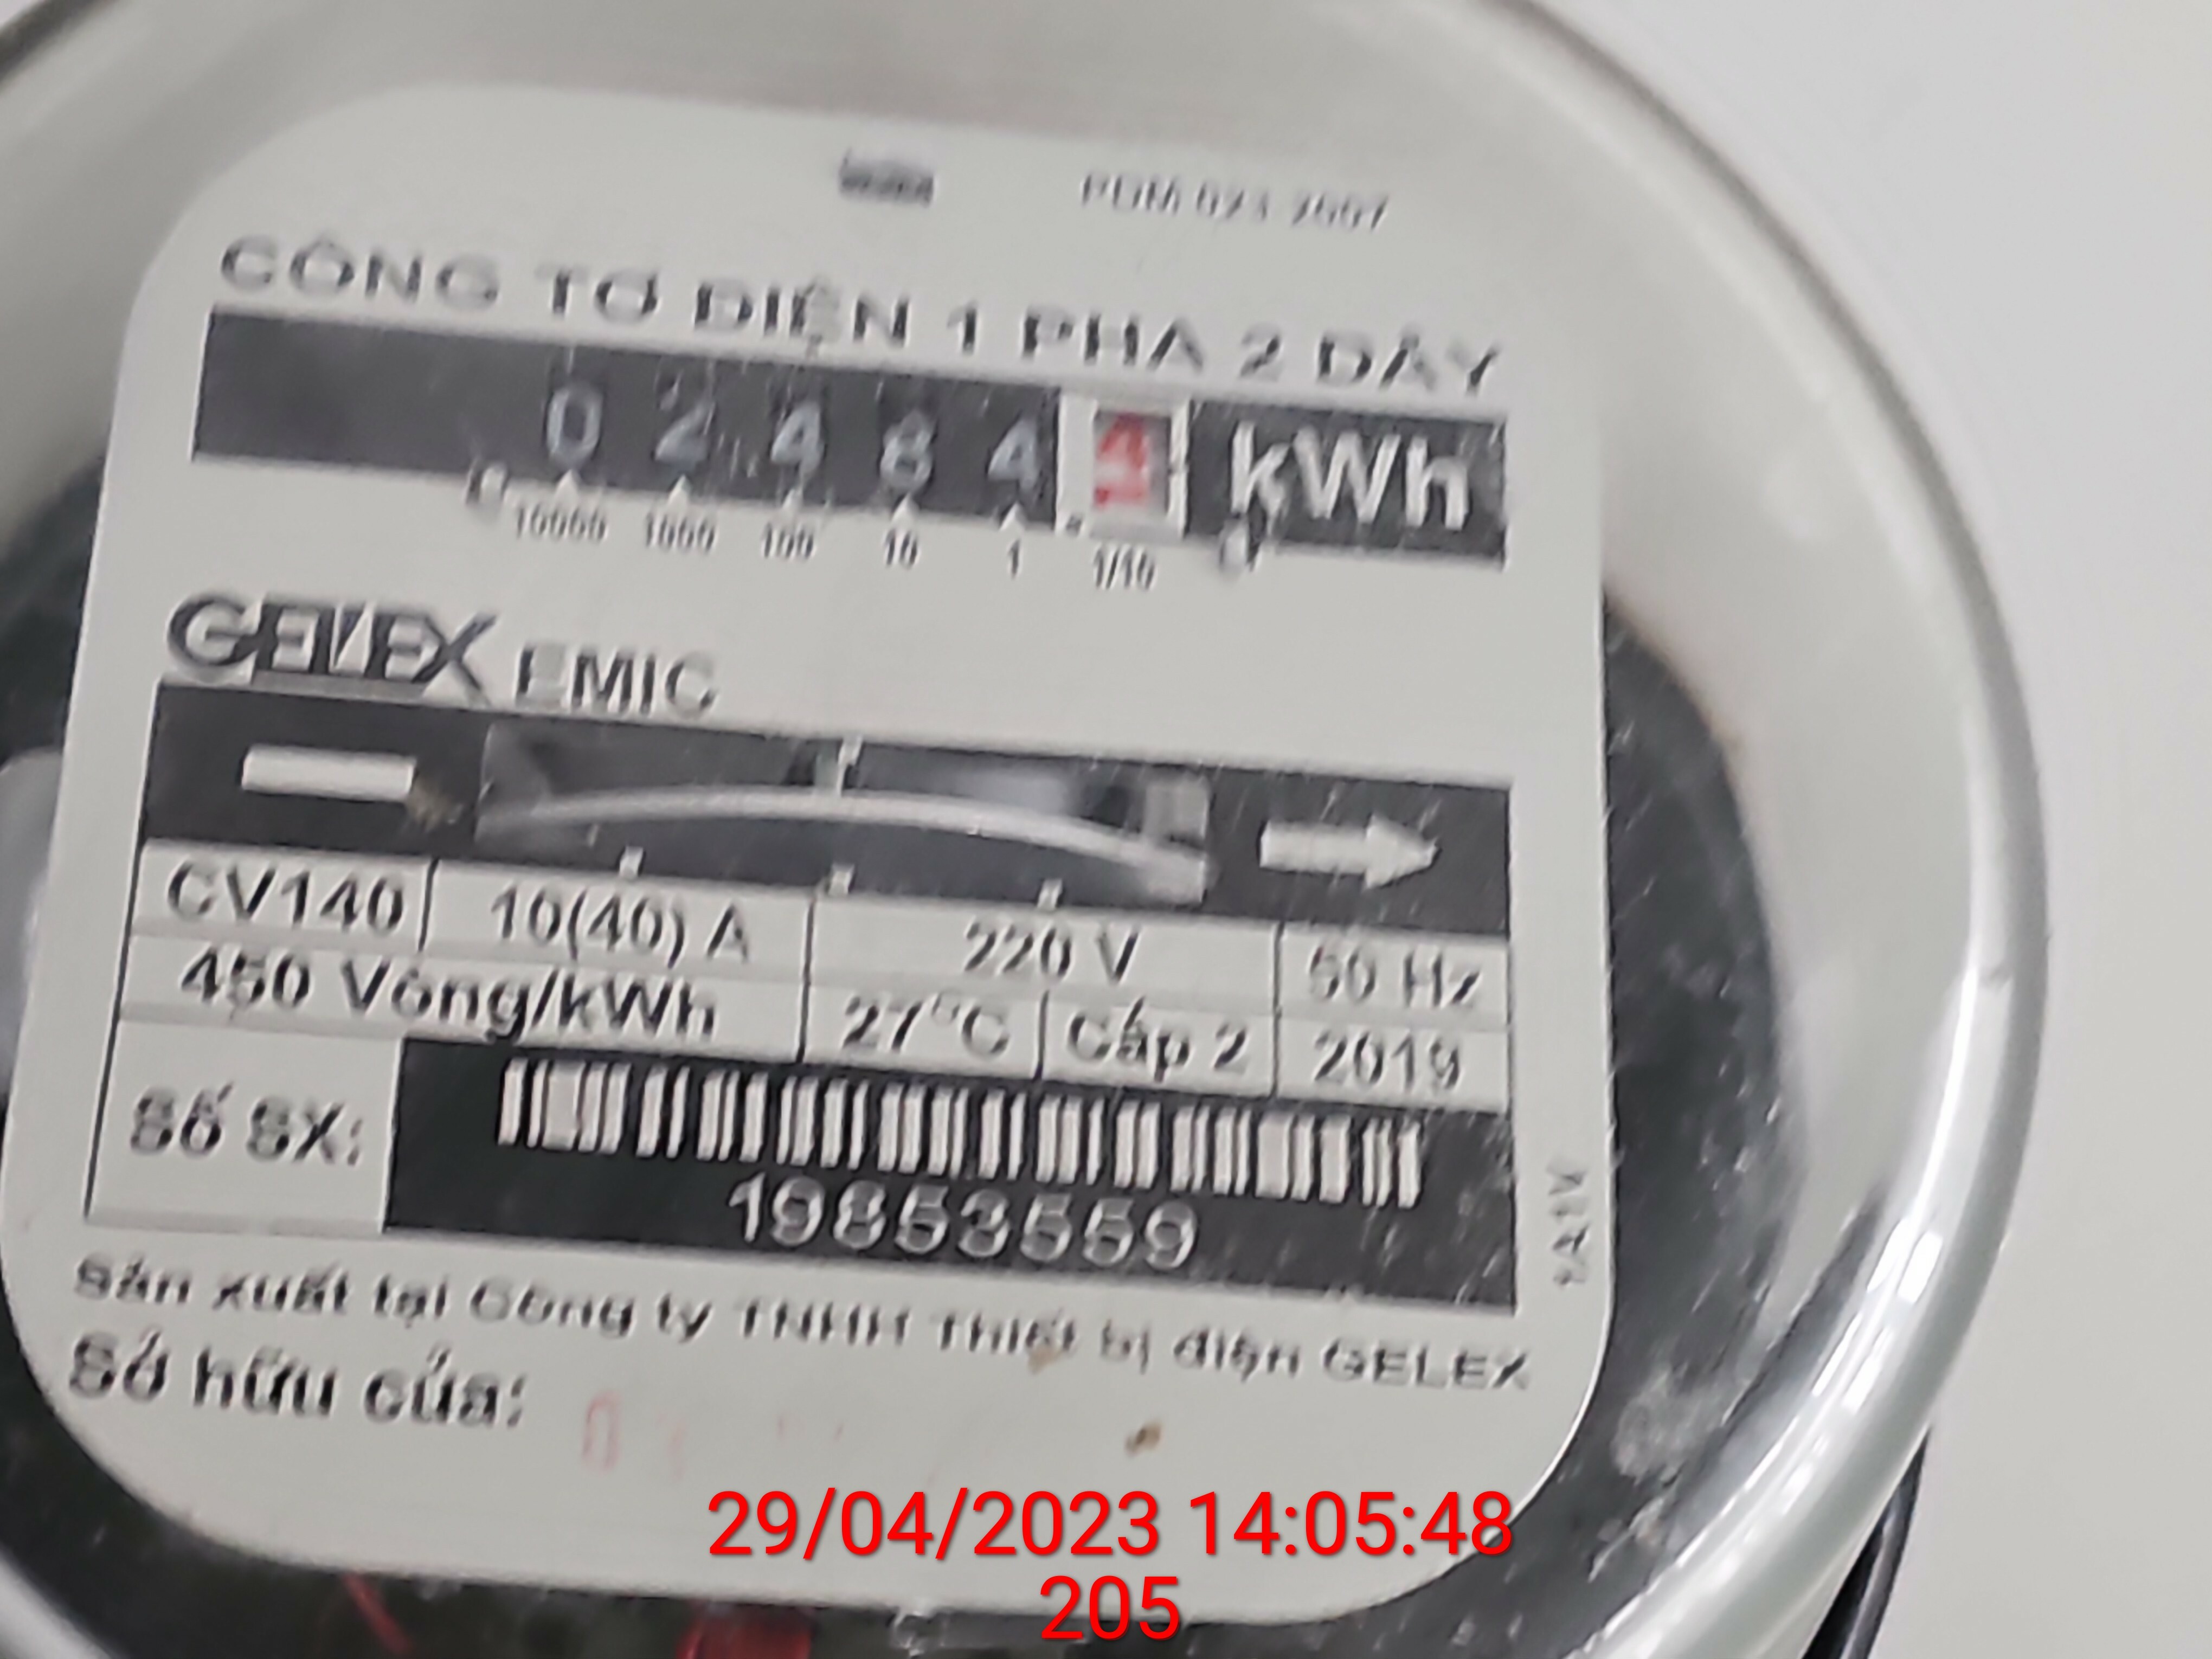 PDM 023-2007
CÔNG TƠ ĐIỆN 1 PHA 2 DÂY
0 2 4 8 4 kWh
10000 1000 100 10 1 1/10
GELEX EMIC
CV140 10(40) A 220 V 50 Hz
450 Vòng/kWh 27°C Cấp 2 2019
Số SX:
19853559
Sản xuất tại Công ty TNHH Thiết bị điện GELEX
Sở hữu của:
29/04/2023 14:05:48
205